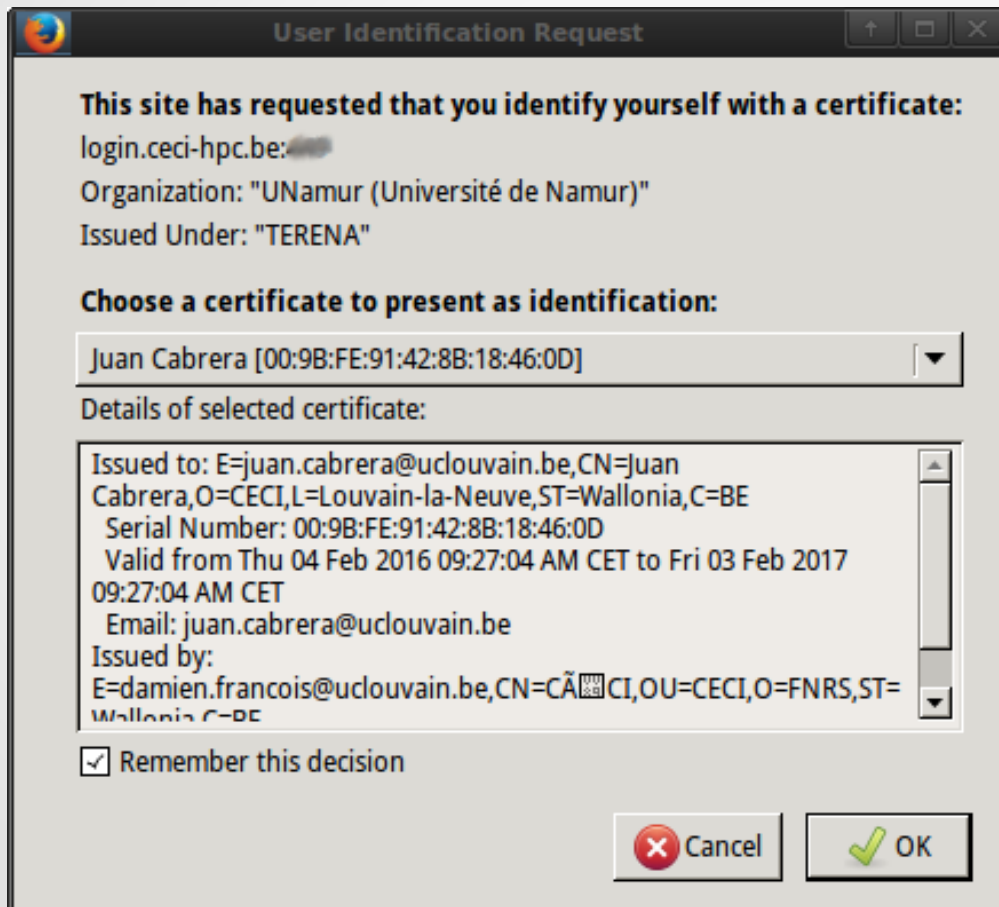 User Identification Request
This site has requested that you identify yourself with a certificate:
login.ceci-hpc.be:
Organization: "UNamur (Université de Namur)"
Issued Under: "TERENA"
Choose a certificate to present as identification:
Juan Cabrera [00:9B:FE:91:42:8B:18:46:0D]
Details of selected certificate:
Issued to: E=juan.cabrera@uclouvain.be,CN=Juan
Cabrera,O=CECI,L=Louvain-la-Neuve,ST=Wallonia,C=BE
Serial Number: 00:9B:FE:91:42:8B:18:46:0D
Valid from Thu 04 Feb 2016 09:27:04 AM CET to Fri 03 Feb 2017
09:27:04 AM CET
Email: juan.cabrera@uclouvain.be
Issued by:
E=damien.francois@uclouvain.be,CN=CÃCI,OU=CECI,O=FNRS,ST=
Wallonia,C=BE
Remember this decision
Cancel
OK